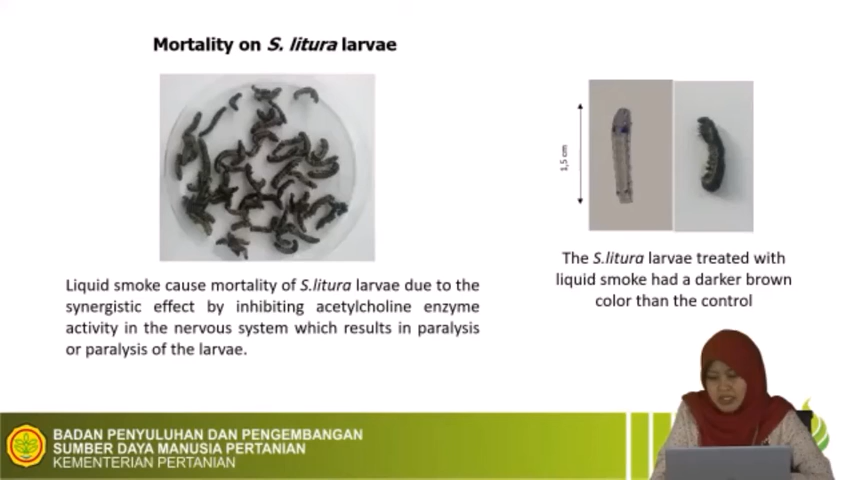 Mortality on S. litura larvae
1,5 cm
Liquid smoke cause mortality of S.litura larvae due to the
synergistic effect by inhibiting acetylcholine enzyme
activity in the nervous system which results in paralysis
or paralysis of the larvae.
The S.litura larvae treated with
liquid smoke had a darker brown
color than the control
BADAN PENYULUHAN DAN PENGEMBANGAN
SUMBER DAYA MANUSIA PERTANIAN
KEMENTERIAN PERTANIAN